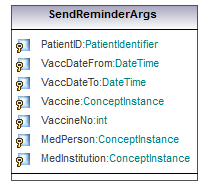 SendReminderArgs
PatientID:PatientIdentifier
VaccDateFrom:DateTime
VaccDateTo:DateTime
Vaccine:ConceptInstance
VaccineNo:int
MedPerson:ConceptInstance
MedInstitution:ConceptInstance